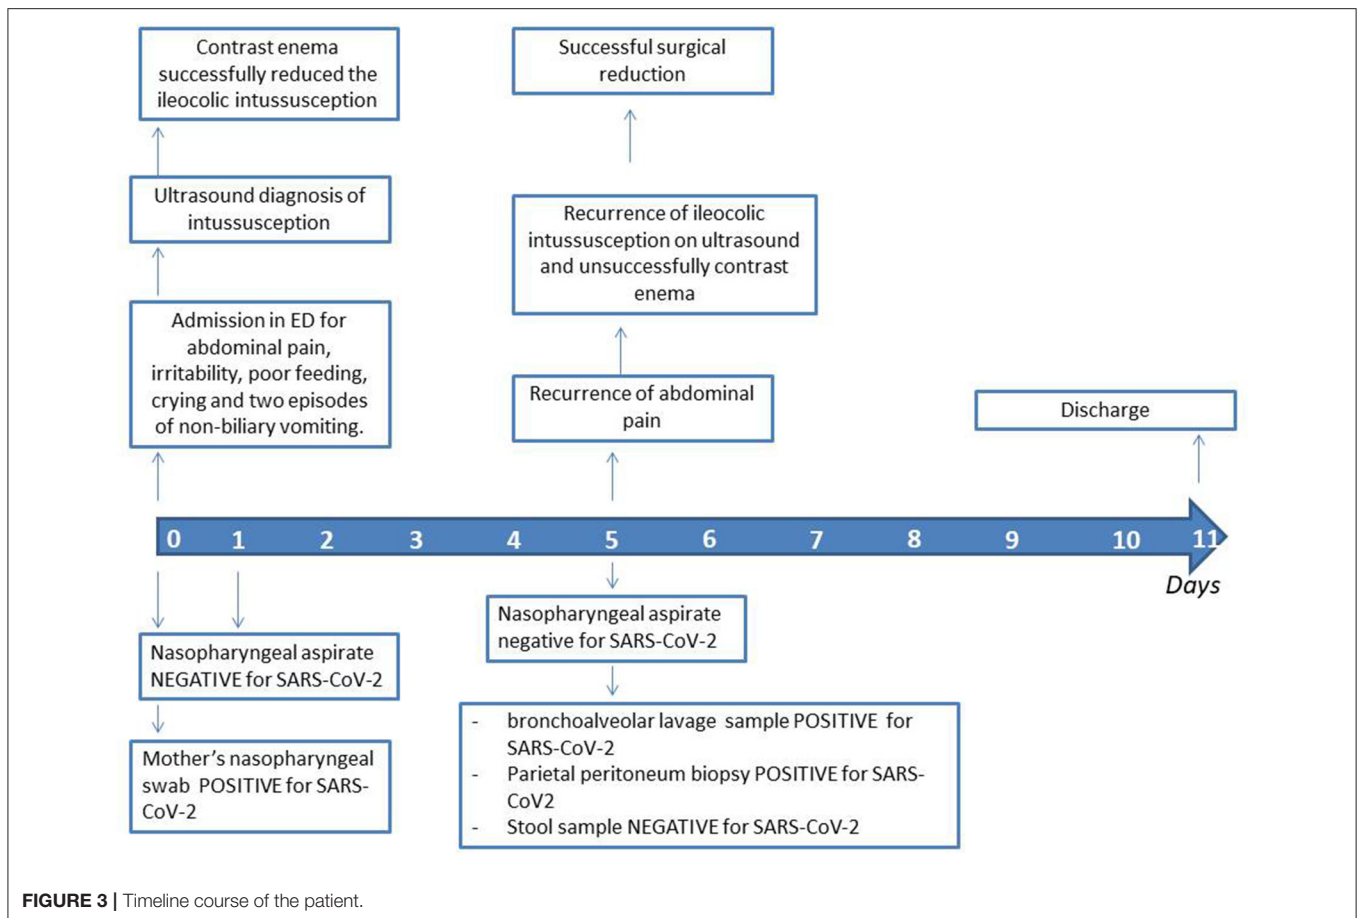 Contrast enema
successfully reduced the
ileocolic intussusception
Successful surgical
reduction
Ultrasound diagnosis of
intussusception
Recurrence of ileocolic
intussusception on ultrasound
and unsuccessfully contrast
enema
Admission in ED for
abdominal pain,
irritability, poor feeding,
crying and two episodes
of non-biliary vomiting.
Recurrence of abdominal
pain
Discharge
0 1 2 3 4 5 6 7 8 9 10 11
Days
Nasopharyngeal aspirate
NEGATIVE for SARS-CoV-2
Mother's nasopharyngeal
swab POSITIVE for SARS-
CoV-2
Nasopharyngeal aspirate
negative for SARS-CoV-2
- bronchoalveolar lavage sample POSITIVE for
SARS-CoV-2
- Parietal peritoneum biopsy POSITIVE for SARS-
CoV2
- Stool sample NEGATIVE for SARS-CoV-2
FIGURE 3 | Timeline course of the patient.